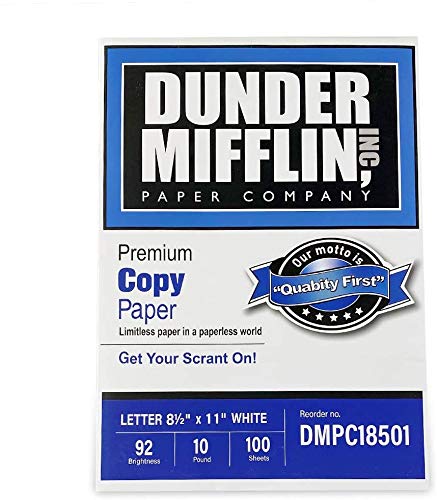 DUNDER
MIFFLIN, INC
PAPER COMPANY
Premium
Copy
Paper
Limitless paper in a paperless world
Get Your Scrant On!
Our motto is
"Quabity First"
LETTER 8½" x 11" WHITE
92
Brightness
10
Pound
100
Sheets
Reorder no.
DMPC18501